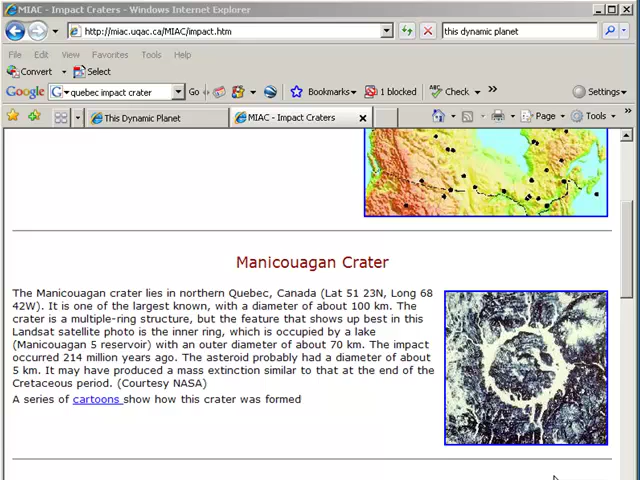 MIAC - Impact Craters - Windows Internet Explorer
http://miac.uqac.ca/MIAC/impact.htm
this dynamic planet
File Edit View Favorites Tools Help
Convert Select
Google quebec impact crater Go Bookmarks 1 blocked Check Settings
This Dynamic Planet MIAC - Impact Craters Page Tools
Manicouagan Crater
The Manicouagan crater lies in northern Quebec, Canada (Lat 51 23N, Long 68
42W). It is one of the largest known, with a diameter of about 100 km. The
crater is a multiple-ring structure, but the feature that shows up best in this
Landsat satellite photo is the inner ring, which is occupied by a lake
(Manicouagan 5 reservoir) with an outer diameter of about 70 km. The impact
occurred 214 million years ago. The asteroid probably had a diameter of about
5 km. It may have produced a mass extinction similar to that at the end of the
Cretaceous period. (Courtesy NASA)
A series of cartoons show how this crater was formed